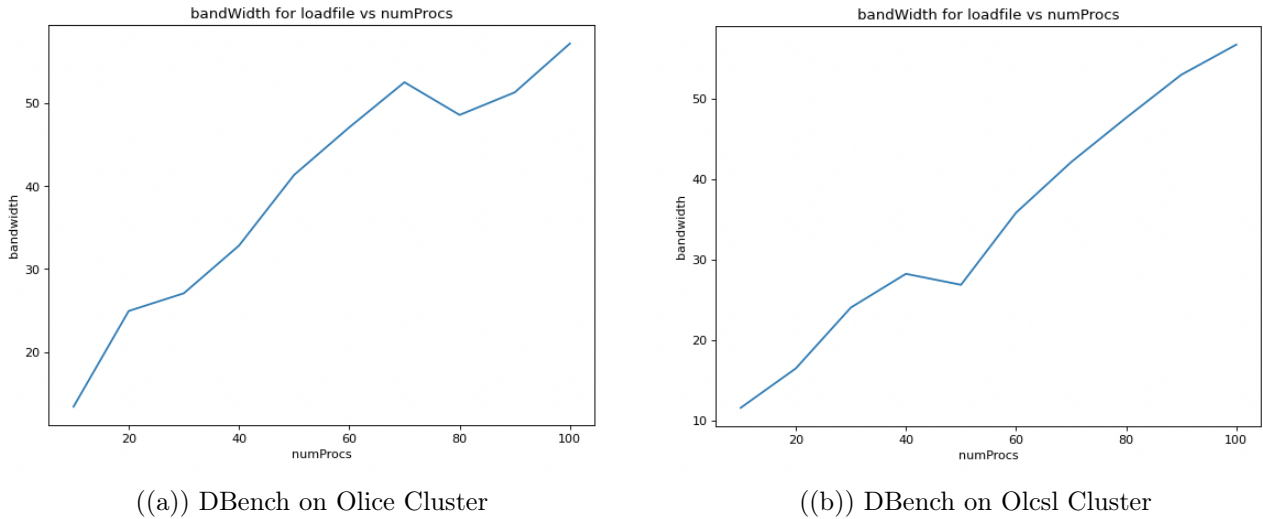 bandWidth for loadfile vs numProcs
50
40
30
20
bandwidth
20
40
60
80
100
numProcs
((a)) DBench on Olice Cluster
bandWidth for loadfile vs numProcs
50
40
30
20
10
bandwidth
20
40
60
80
100
numProcs
((b)) DBench on Olcsl Cluster